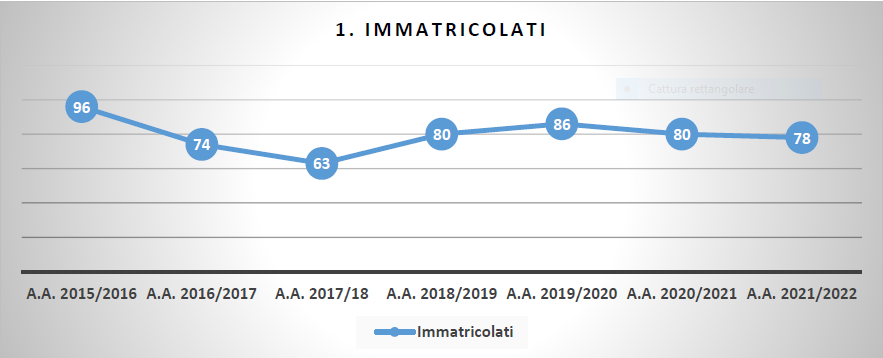 1. IMMATRICOLATI
Cattura rettangolare
96
74
63
80
86
80
78
A.A. 2015/2016 A.A. 2016/2017 A.A. 2017/18 A.A. 2018/2019 A.A. 2019/2020 A.A. 2020/2021 A.A. 2021/2022
Immatricolati